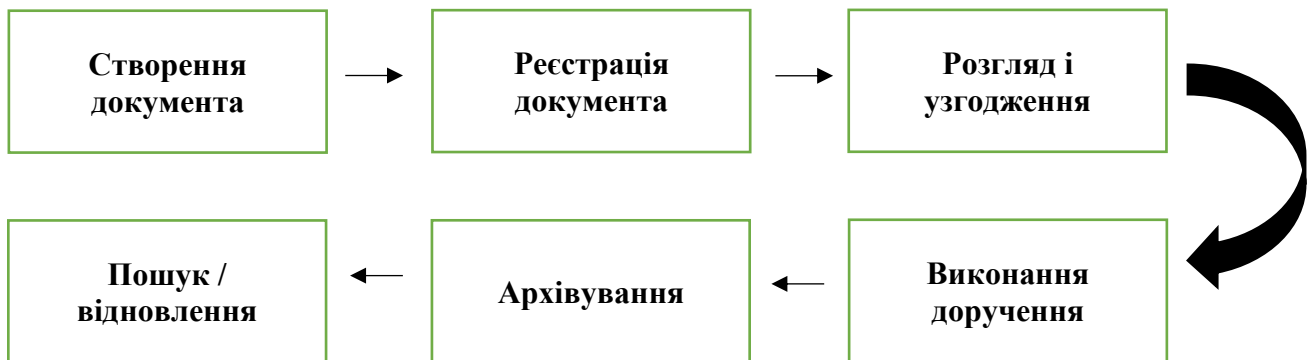 Створення
документа
Реєстрація
документа
Розгляд і
узгодження
Виконання
доручення
Архівування
Пошук /
відновлення